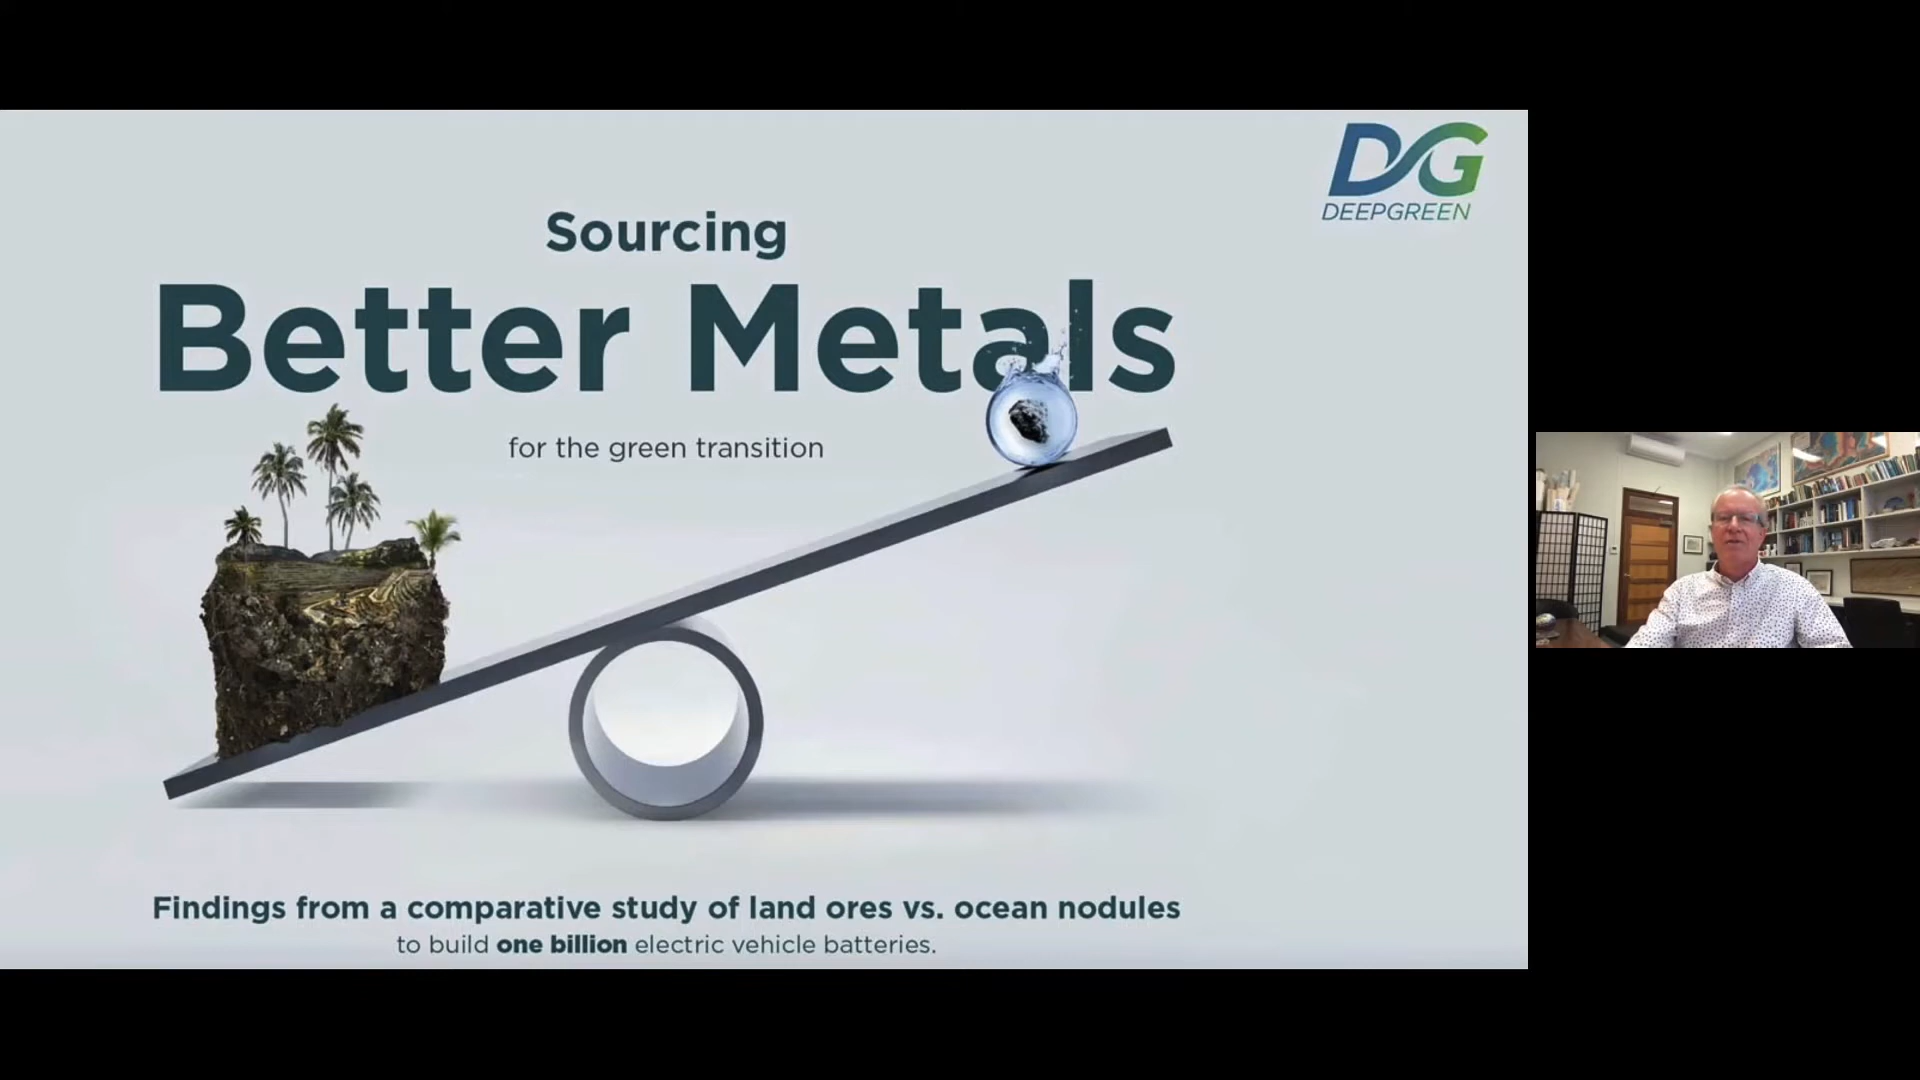 DG
DEEPGREEN
Sourcing
Better Metals
for the green transition
Findings from a comparative study of land ores vs. ocean nodules
to build one billion electric vehicle batteries.